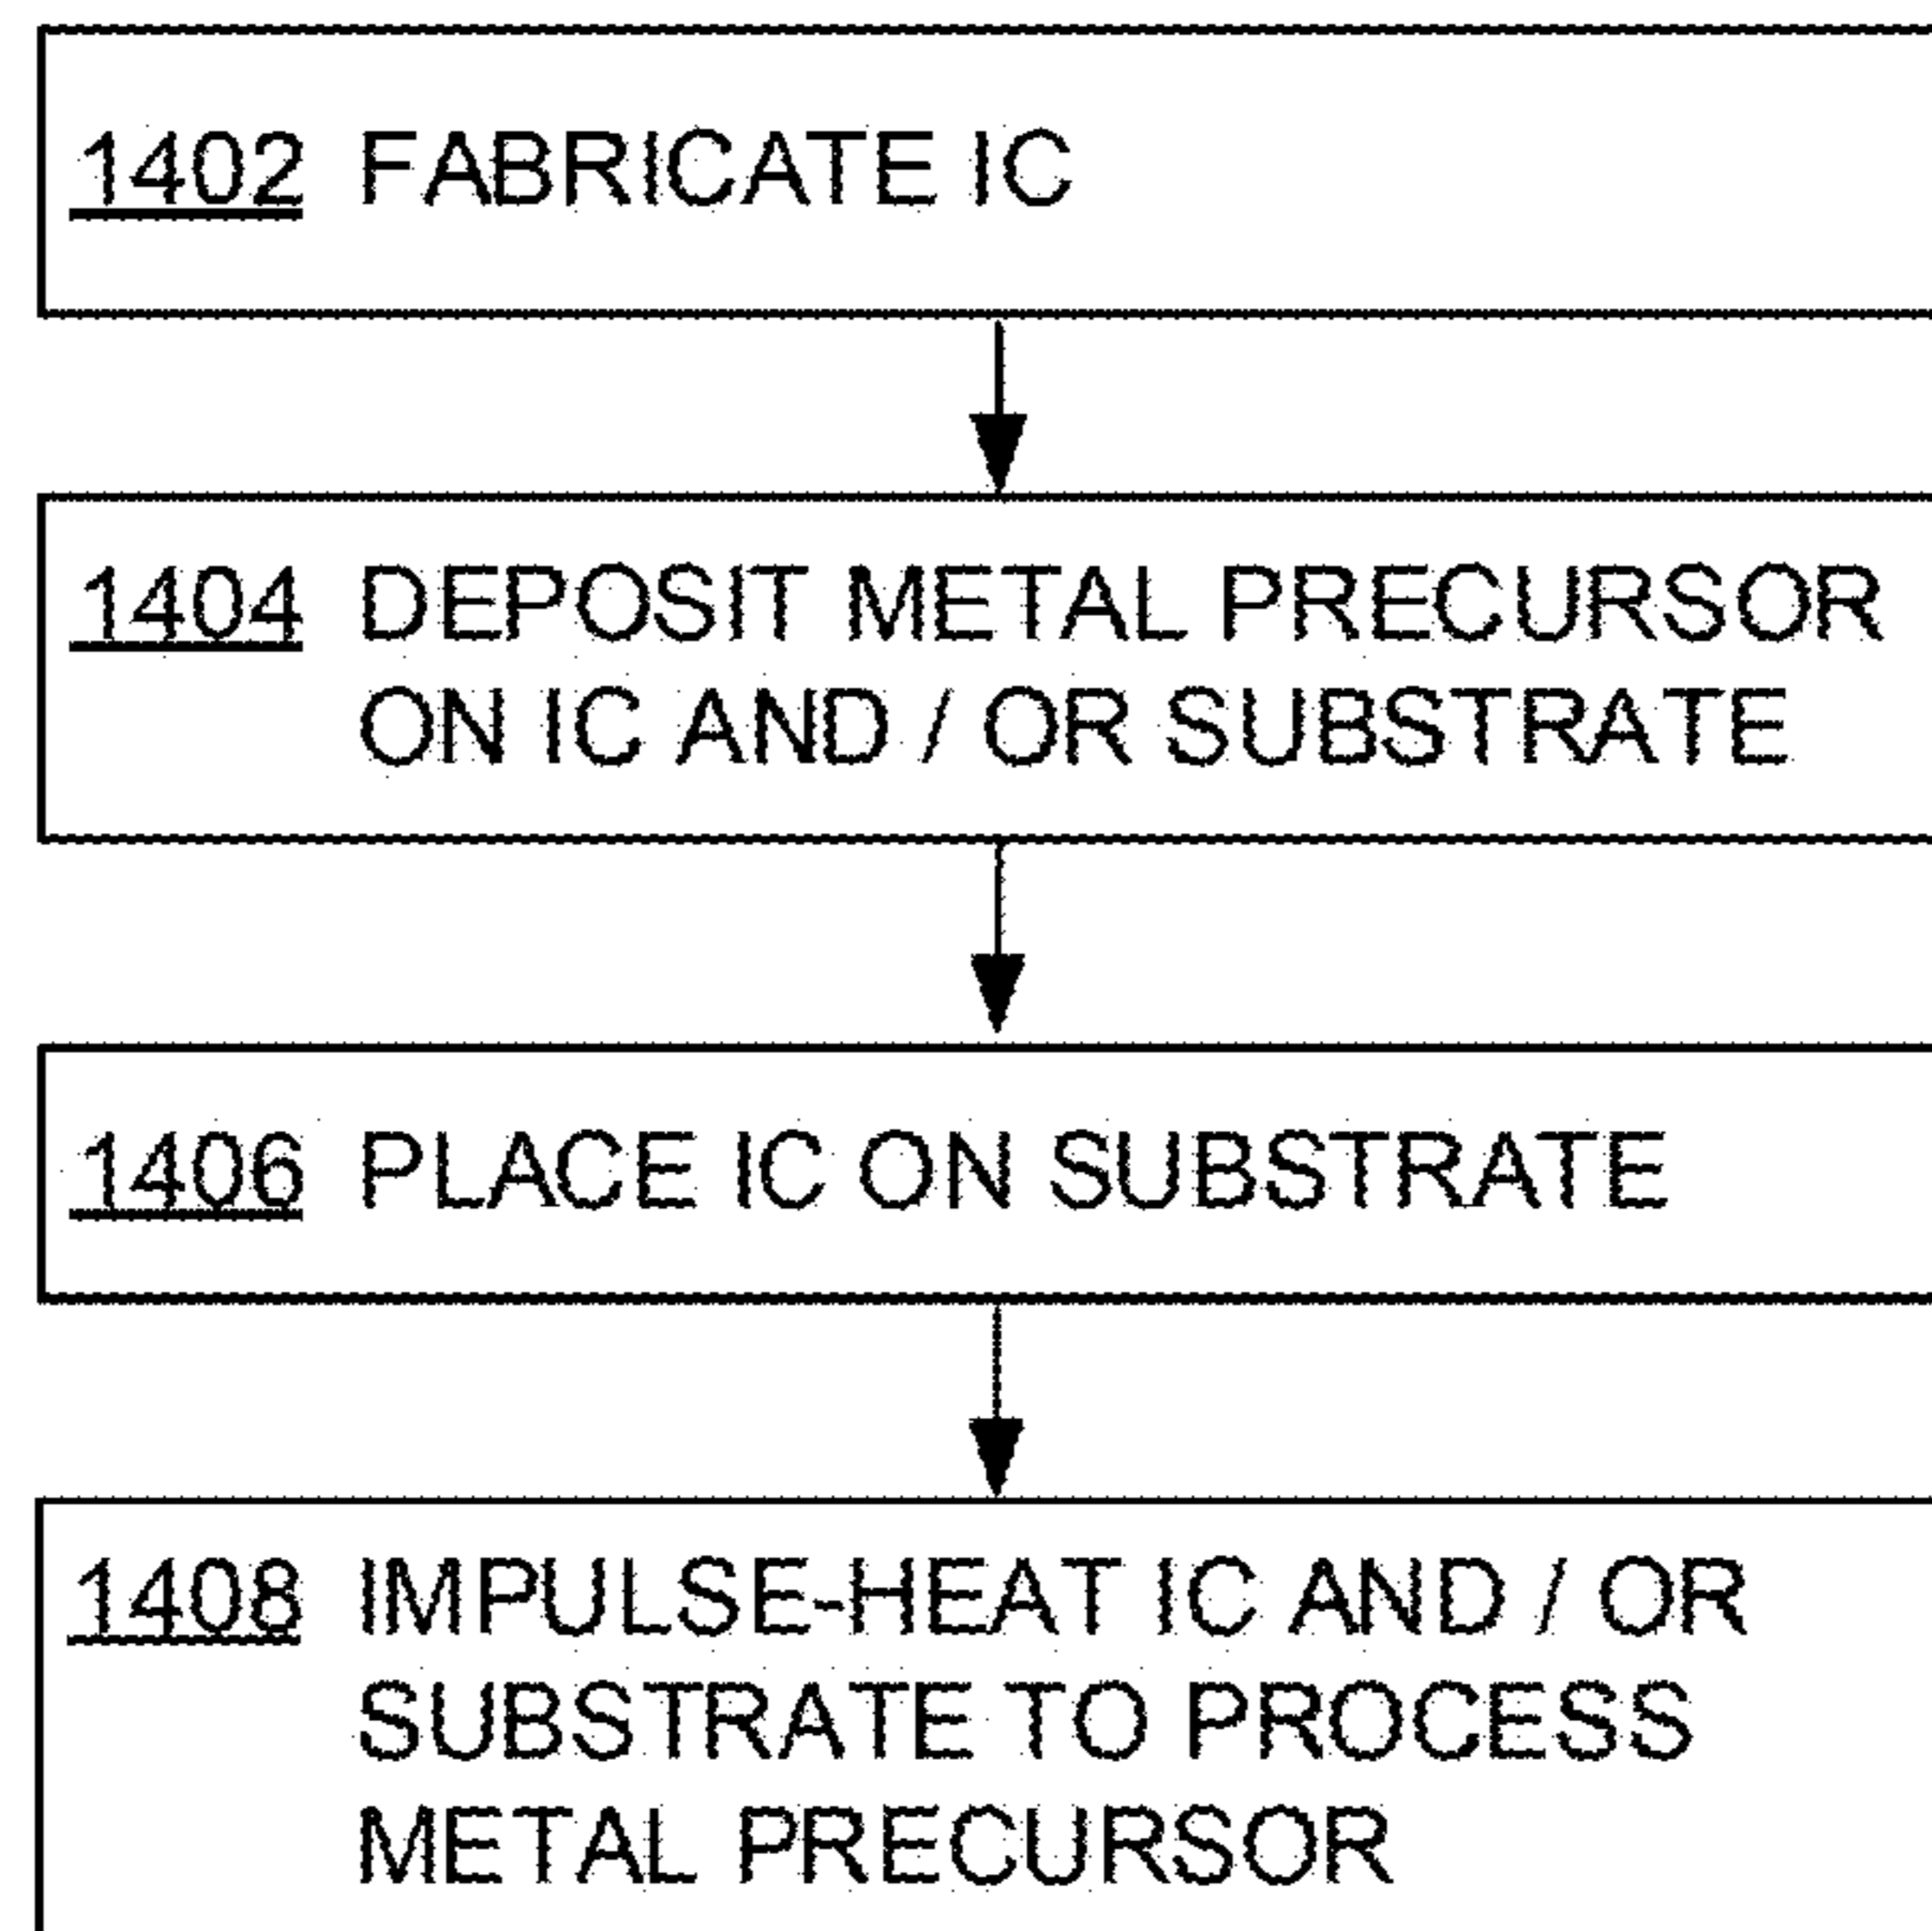 1402 FABRICATE IC
1404 DEPOSIT METAL PRECURSOR
ON IC AND / OR SUBSTRATE
1406 PLACE IC ON SUBSTRATE
1408 IMPULSE-HEAT IC AND / OR
SUBSTRATE TO PROCESS
METAL PRECURSOR